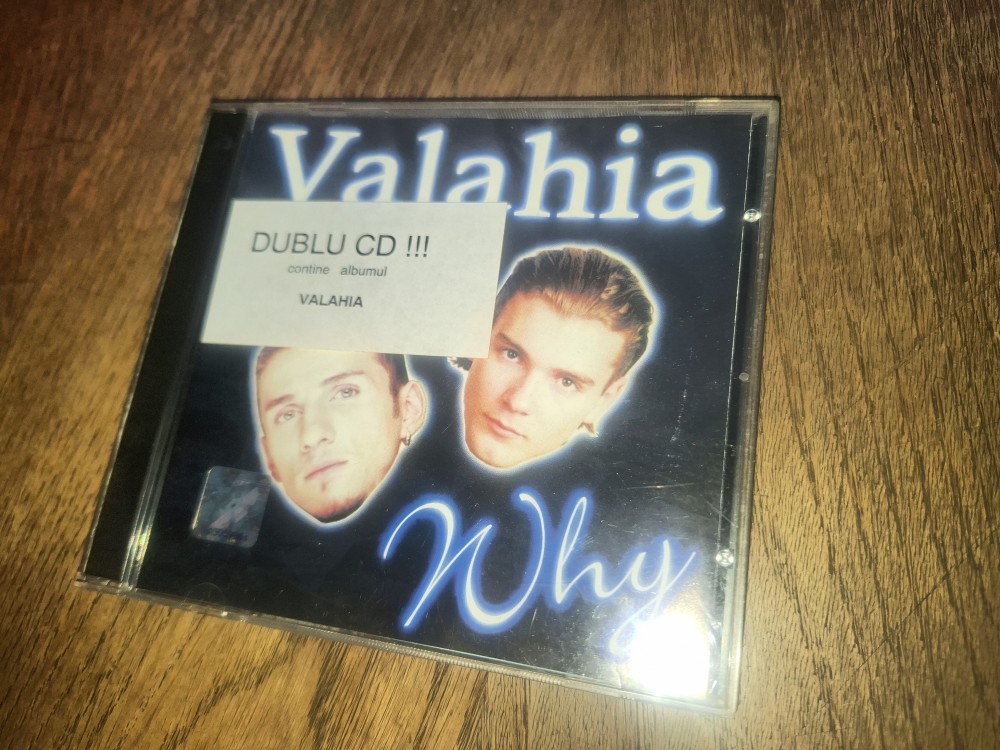 Valahia
DUBLU CD !!!
contine albumul
VALAHIA
Why